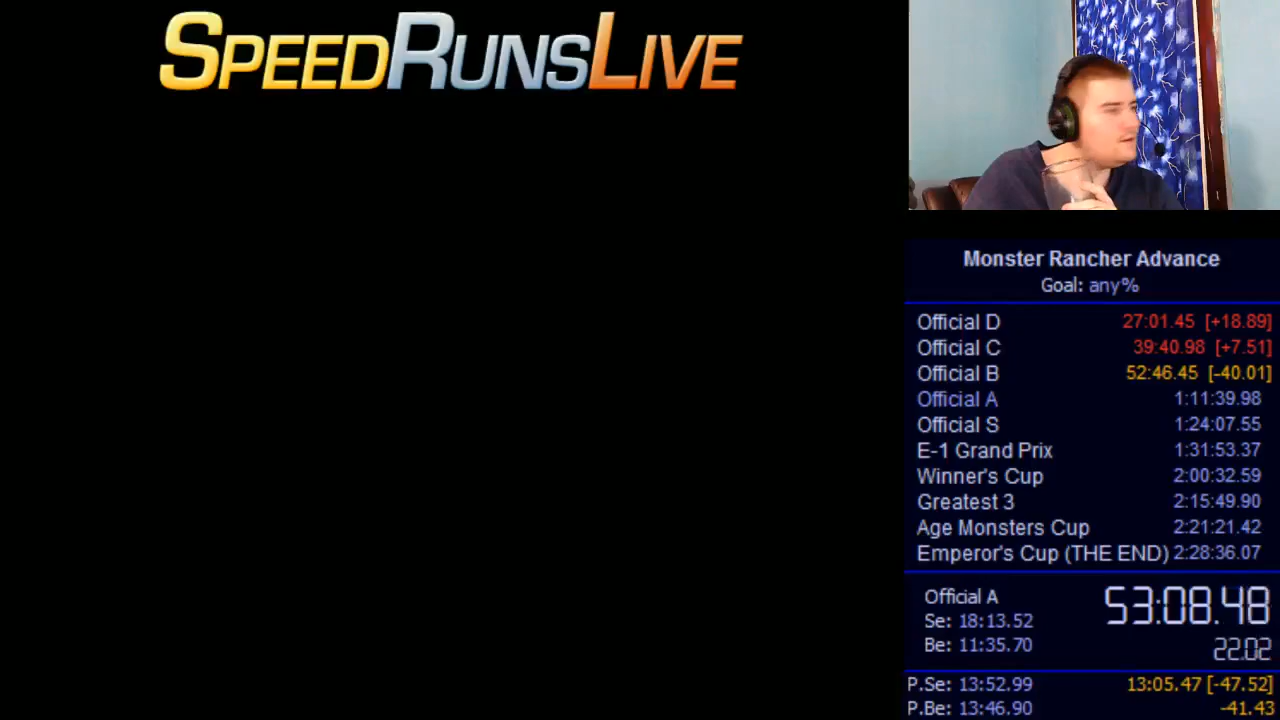 SPEEDRUNSLIVE
Monster Rancher Advance
Goal: any%
Official D 27:01.45 [+18.89]
Official C 39:40.98 [+7.51]
Official B 52:46.45 [-40.01]
Official A 1:11:39.98
Official S 1:24:07.55
E-1 Grand Prix 1:31:53.37
Winner's Cup 2:00:32.59
Greatest 3 2:15:49.90
Age Monsters Cup 2:21:21.42
Emperor's Cup (THE END) 2:28:36.07
Official A 53:08.48
Se: 18:13.52
Be: 11:35.70 22.02
P.Se: 13:52.99 13:05.47 [-47.52]
P.Be: 13:46.90 -41.43